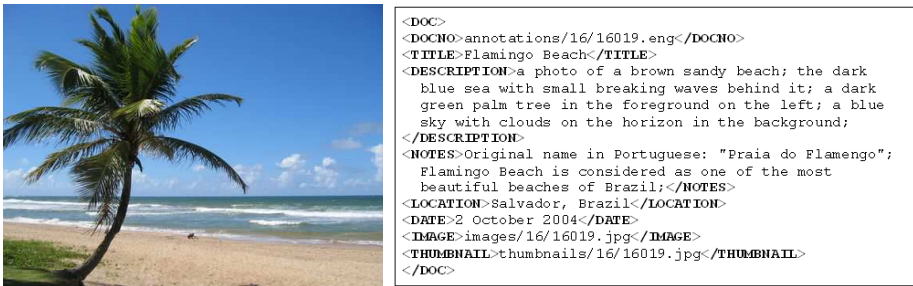 <DOC>
<DOCNO>annotations/16/16019.eng</DOCNO>
<TITLE>Flamingo Beach</TITLE>
<DESCRIPTION>a photo of a brown sandy beach; the dark
blue sea with small breaking waves behind it; a dark
green palm tree in the foreground on the left; a blue
sky with clouds on the horizon in the background;
</DESCRIPTION>
<NOTES>Original name in Portuguese: "Praia do Flamengo";
Flamingo Beach is considered as one of the most
beautiful beaches of Brazil;</NOTES>
<LOCATION>Salvador, Brazil</LOCATION>
<DATE>2 October 2004</DATE>
<IMAGE>images/16/16019.jpg</IMAGE>
<THUMBNAIL>thumbnails/16/16019.jpg</THUMBNAIL>
</DOC>